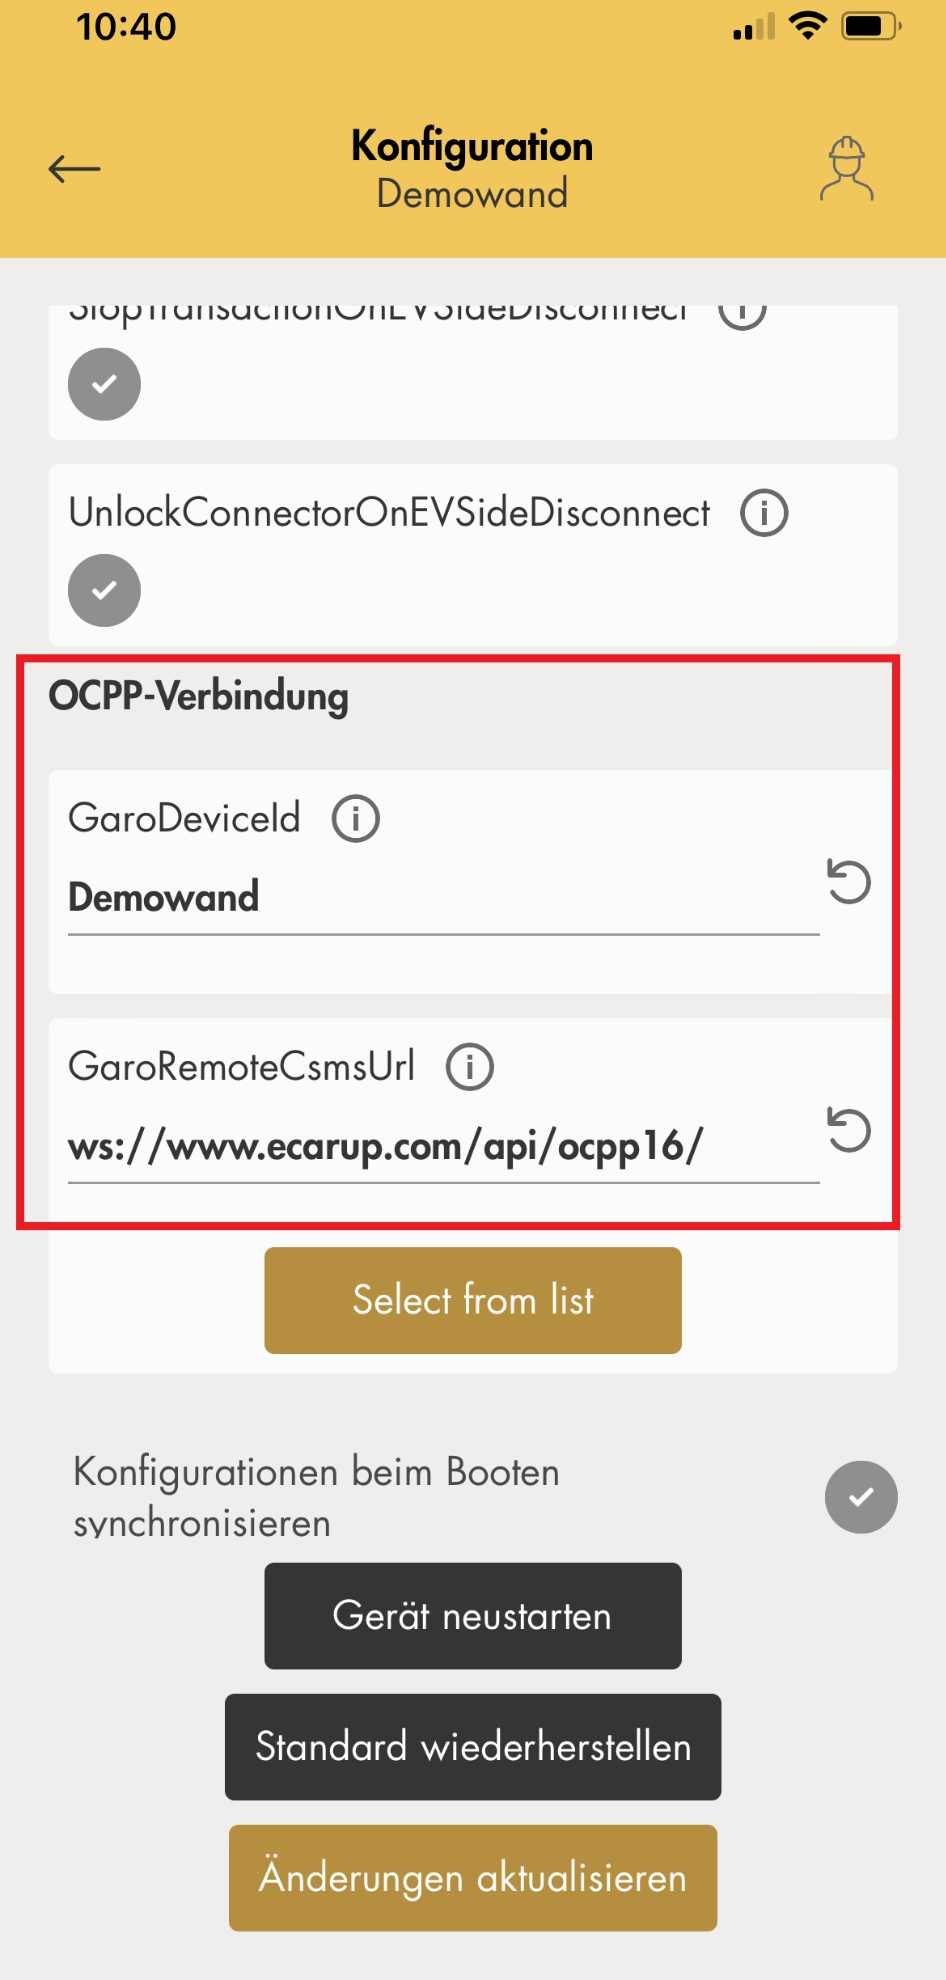 10:40
Konfiguration
Demowand
StopTransactionOnEVSideDisconnect
UnlockConnectorOnEVSideDisconnect
OCPP-Verbindung
GaroDeviceId
Demowand
GaroRemoteCsmsUrl
ws://www.ecarup.com/api/ocpp16/
Select from list
Konfigurationen beim Booten
synchronisieren
Gerät neustarten
Standard wiederherstellen
Änderungen aktualisieren